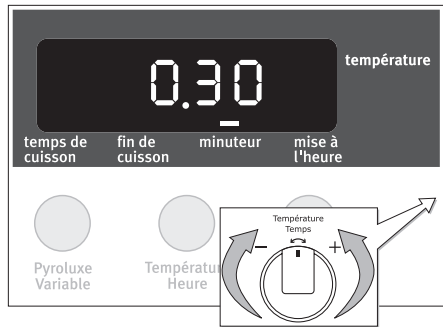 0.30
température
temps de
cuisson
fin de
cuisson
minuteur
mise à
l'heure
Pyroluxe
Variable
Températur
Heure
Température
Temps
− +